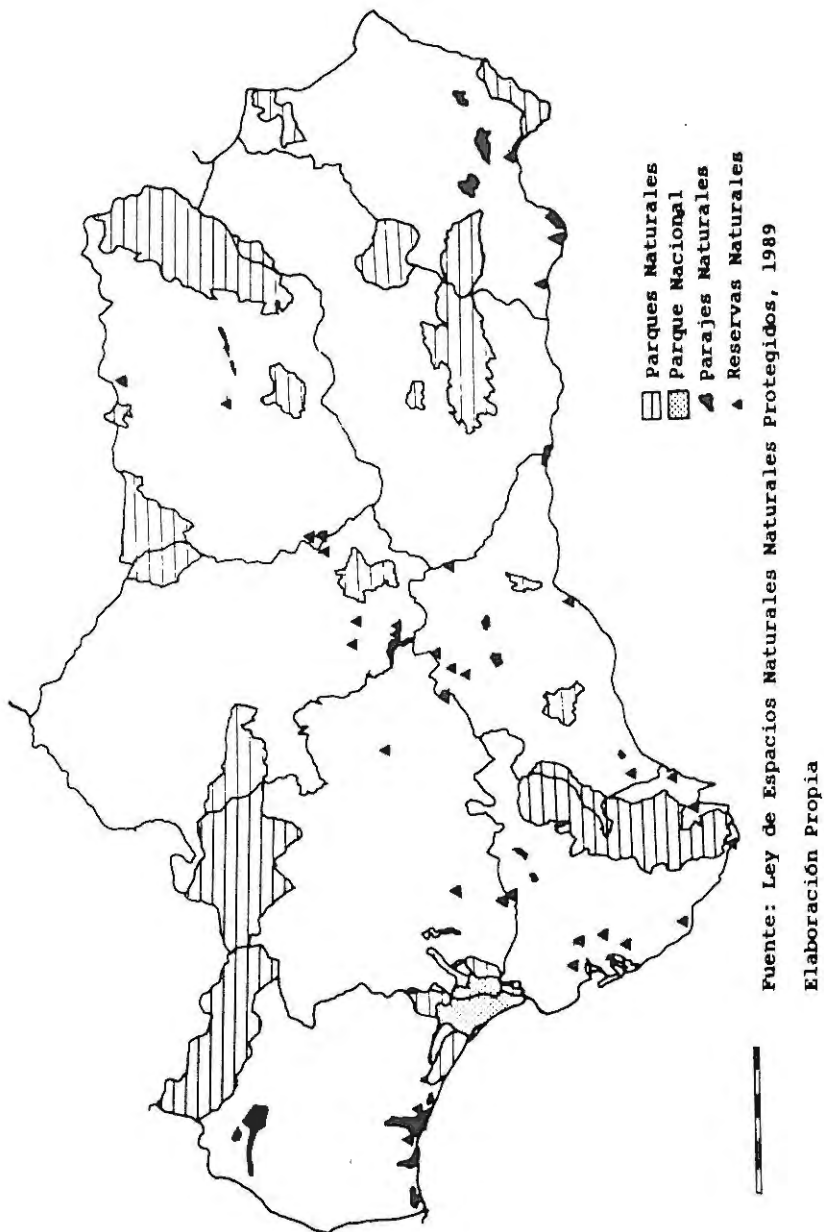 Parques Naturales
Parque Nacional
Parajes Naturales
Reservas Naturales
Fuente: Ley de Espacios Naturales Naturales Protegidos, 1989
Elaboración Propia